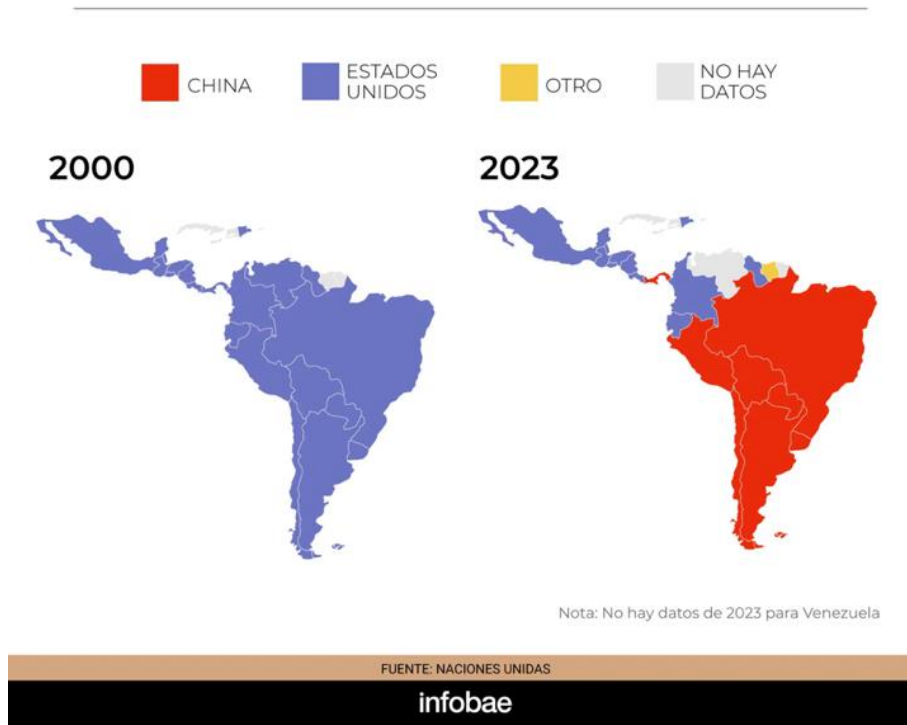 CHINA
ESTADOS
UNIDOS
OTRO
NO HAY
DATOS
2000
2023
Nota: No hay datos de 2023 para Venezuela
FUENTE: NACIONES UNIDAS
infobae